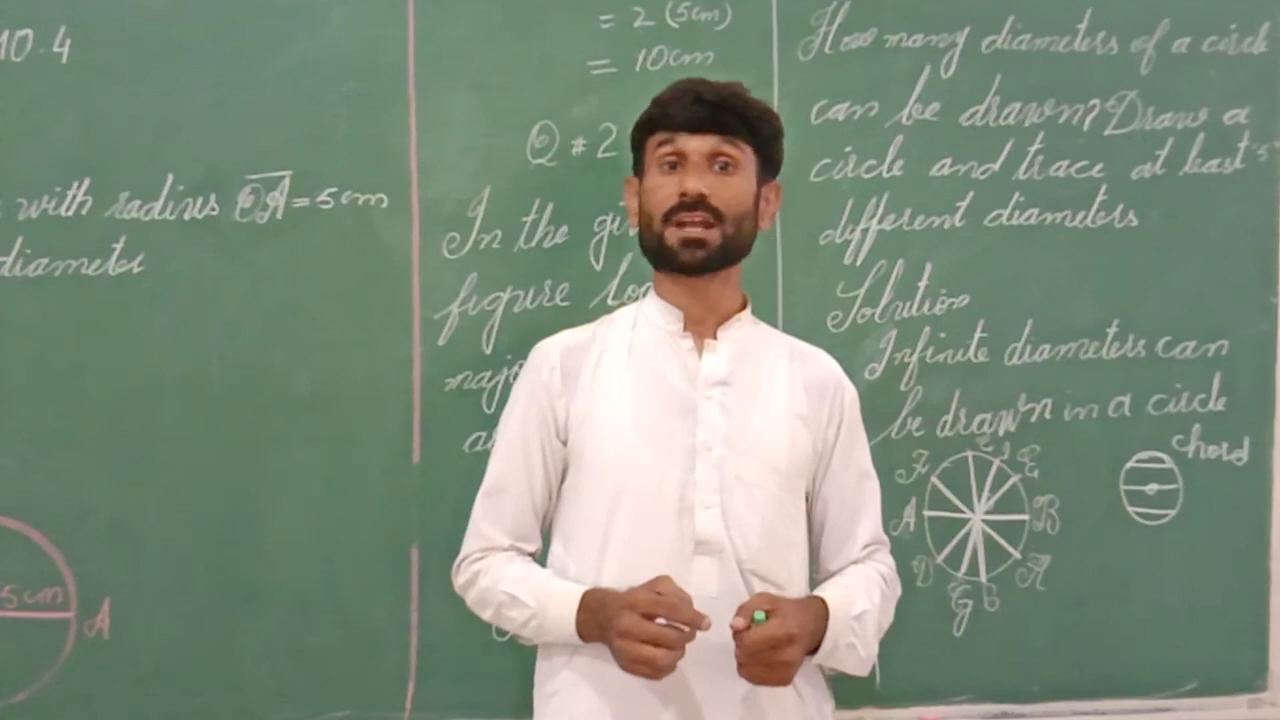 10.4
with radius OA = 5cm
diameter
5cm
A
= 2 (5cm)
= 10cm
Q # 2
In the
figure
How many diameters of a circle
can be drawn? Draw a
circle and trace at least 5
different diameters
Solution
Infinite diameters can
be drawn in a circle
chord
F E
A B
D
G